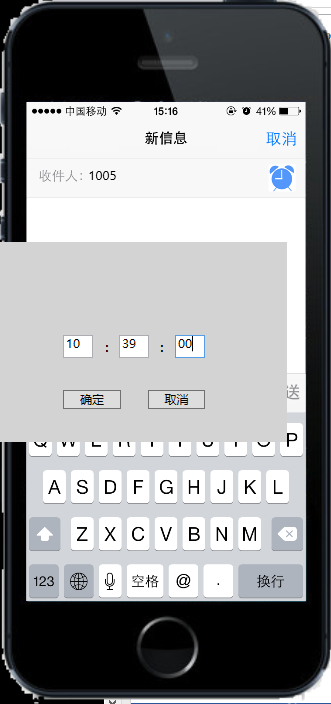 中国移动 15:16 41%
新信息 取消
收件人: 1005
10 : 39 : 00
送
确定 取消
Q W E R T Y U I O P
A S D F G H J K L
Z X C V B N M
123 空格 @ . 换行